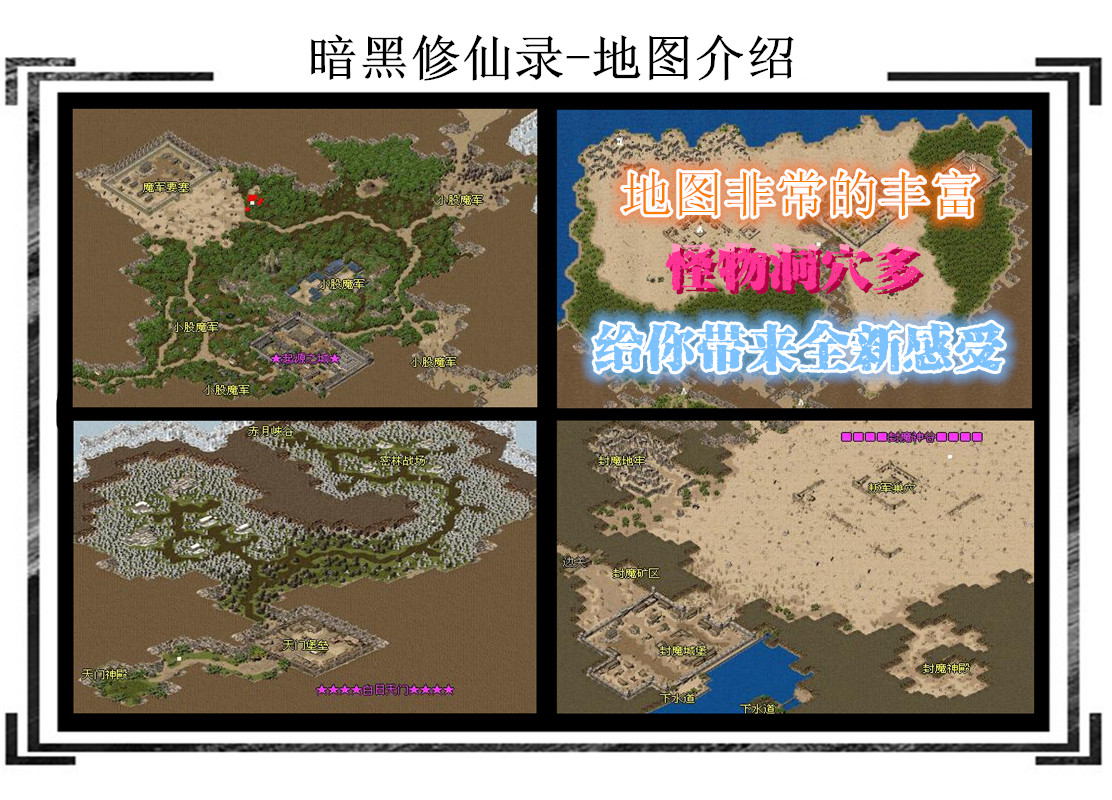 暗黑修仙录-地图介绍
魔军要塞
小股魔军
小股魔军
小股魔军
★起源之城★
小股魔军
小股魔军
地图非常的丰富
怪物洞穴多
给你带来全新感受
赤月峡谷
密林战场
天门堡垒
天门神殿
★★★★白日天门★★★★
■■■■封魔神谷■■■■
封魔地牢
边关
封魔矿区
封魔城堡
封魔神殿
下水道
下水道